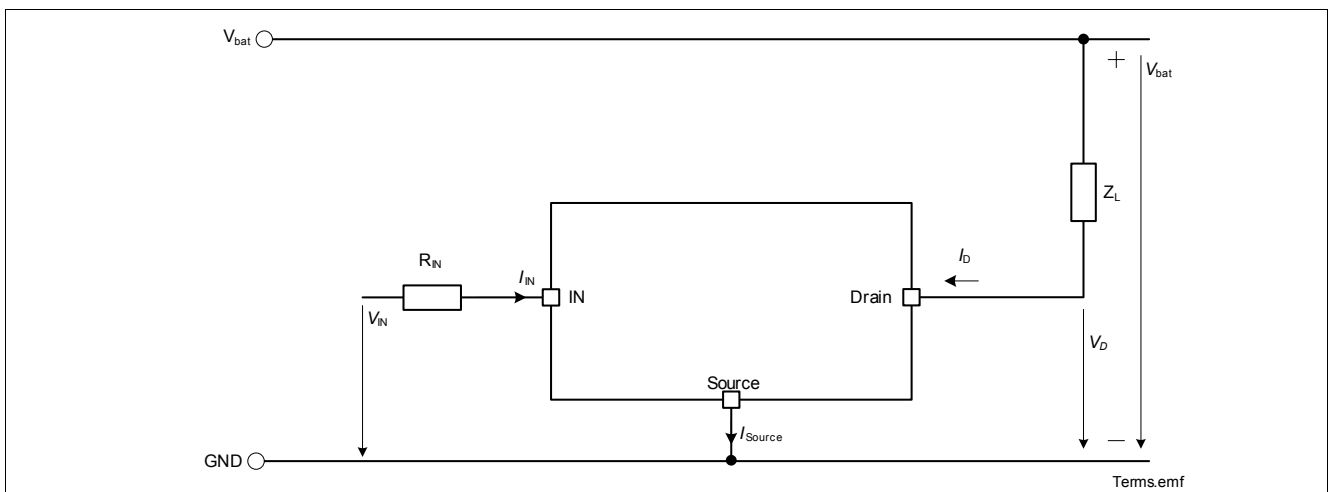 Vbat
+
Vbat
ZL
RIN
IIN
ID
IN
Drain
VIN
VD
Source
ISource
–
GND
Terms.emf